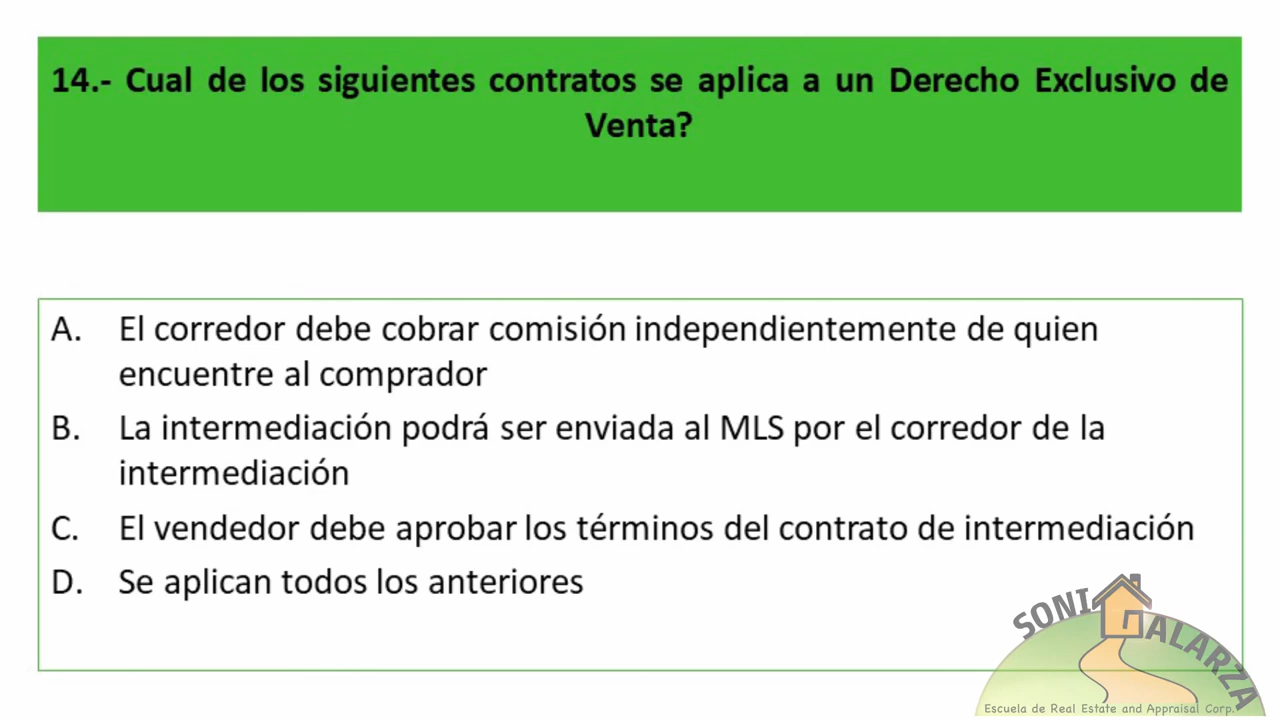 14.- Cual de los siguientes contratos se aplica a un Derecho Exclusivo de
Venta?
A. El corredor debe cobrar comisión independientemente de quien
encuentre al comprador
B. La intermediación podrá ser enviada al MLS por el corredor de la
intermediación
C. El vendedor debe aprobar los términos del contrato de intermediación
D. Se aplican todos los anteriores
SONI GALARZA
Escuela de Real Estate and Appraisal Corp.